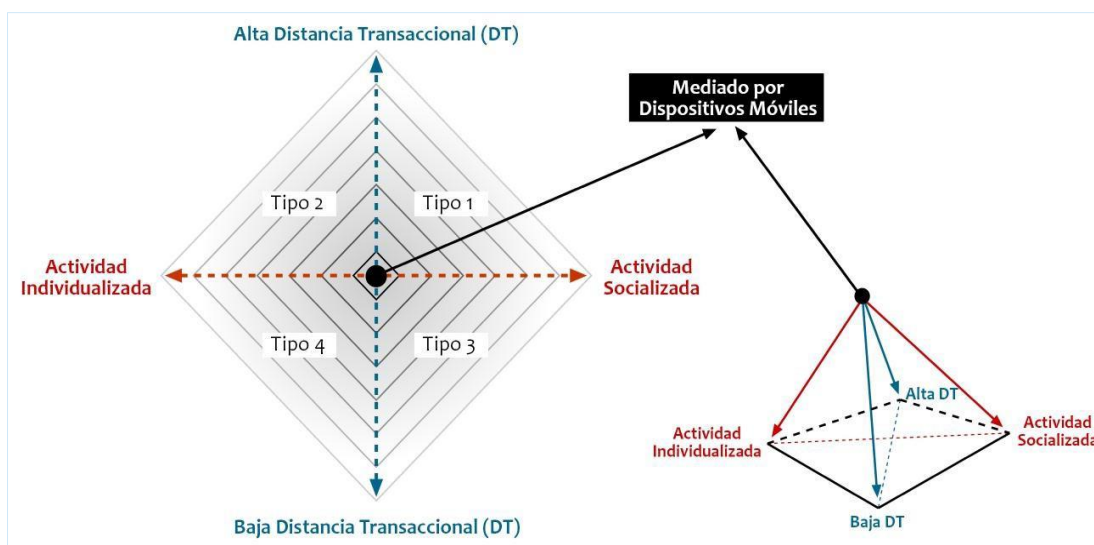 Alta Distancia Transaccional (DT)
Mediado por
Dispositivos Móviles
Tipo 2
Tipo 1
Actividad
Individualizada
Actividad
Socializada
Tipo 4
Tipo 3
Baja Distancia Transaccional (DT)
Alta DT
Actividad
Individualizada
Actividad
Socializada
Baja DT